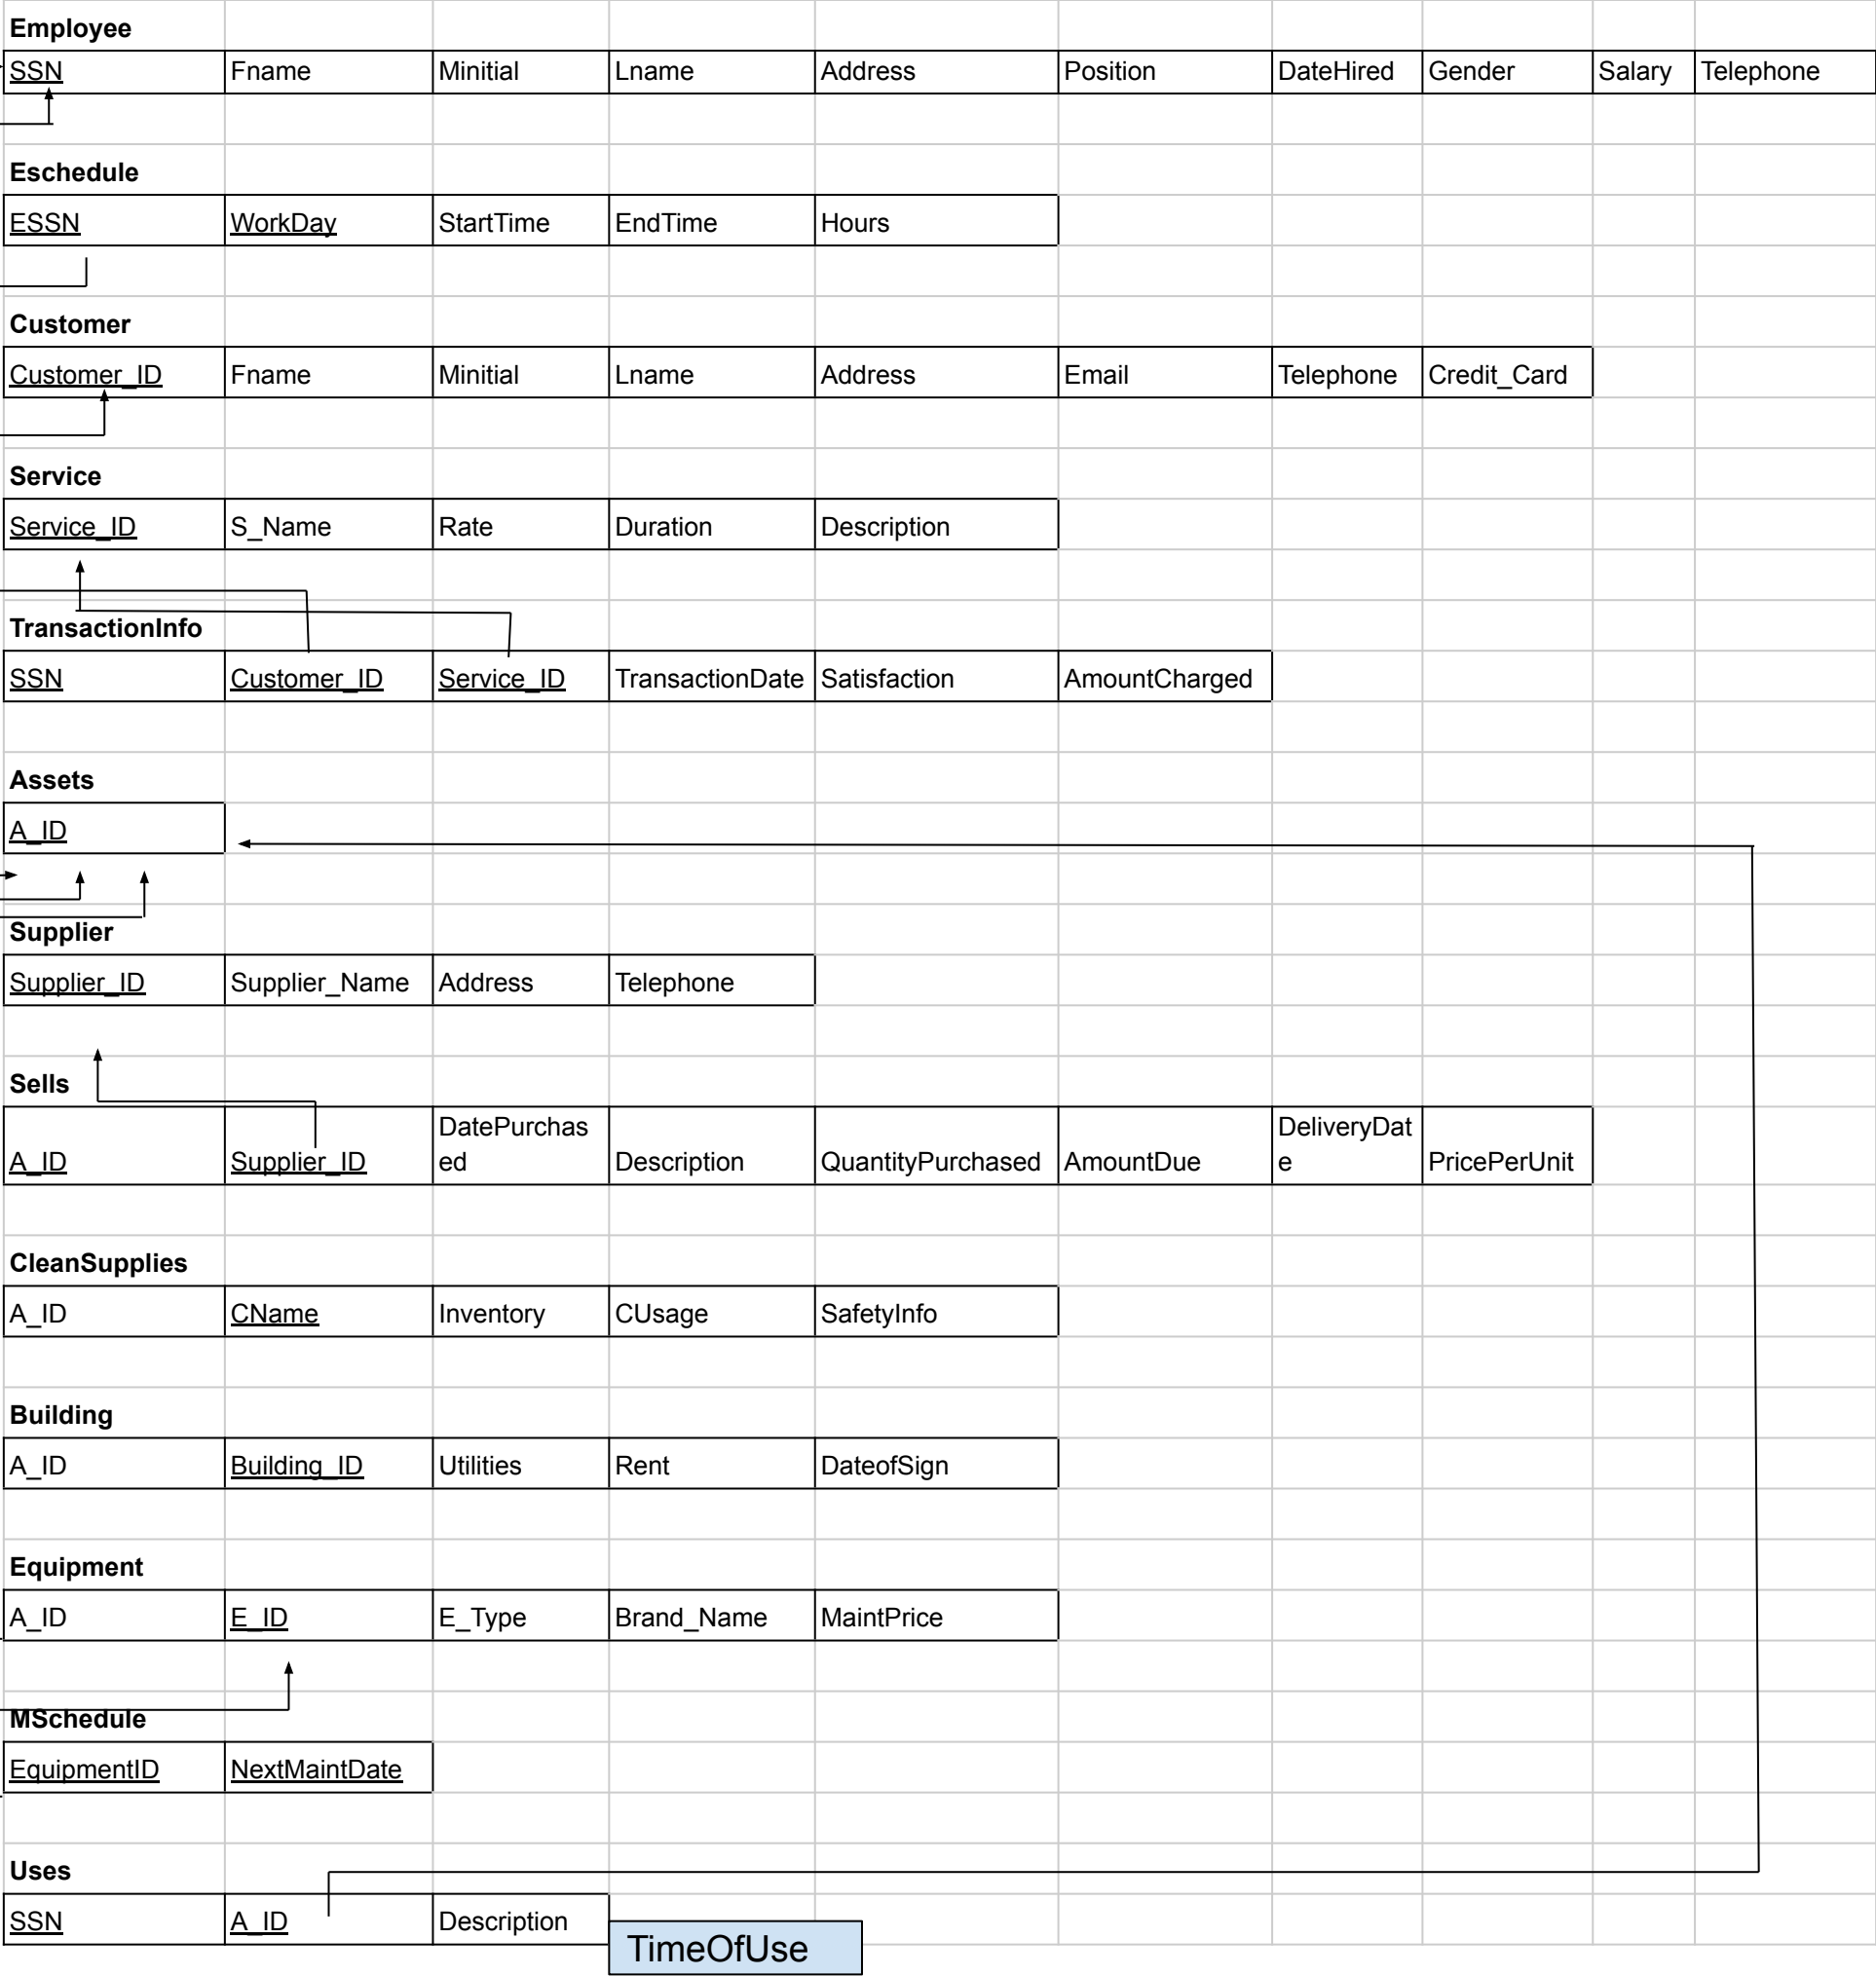 Employee
SSN Fname Minitial Lname Address Position DateHired Gender Salary Telephone
Eschedule
ESSN WorkDay StartTime EndTime Hours
Customer
Customer_ID Fname Minitial Lname Address Email Telephone Credit_Card
Service
Service_ID S_Name Rate Duration Description
TransactionInfo
SSN Customer_ID Service_ID TransactionDate Satisfaction AmountCharged
Assets
A_ID
Supplier
Supplier_ID Supplier_Name Address Telephone
Sells
DatePurchas DeliveryDat
A_ID Supplier_ID ed Description QuantityPurchased AmountDue e PricePerUnit
CleanSupplies
A_ID CName Inventory CUsage SafetyInfo
Building
A_ID Building_ID Utilities Rent DateofSign
Equipment
A_ID E_ID E_Type Brand_Name MaintPrice
MSchedule
EquipmentID NextMaintDate
Uses
SSN A_ID Description
TimeOfUse